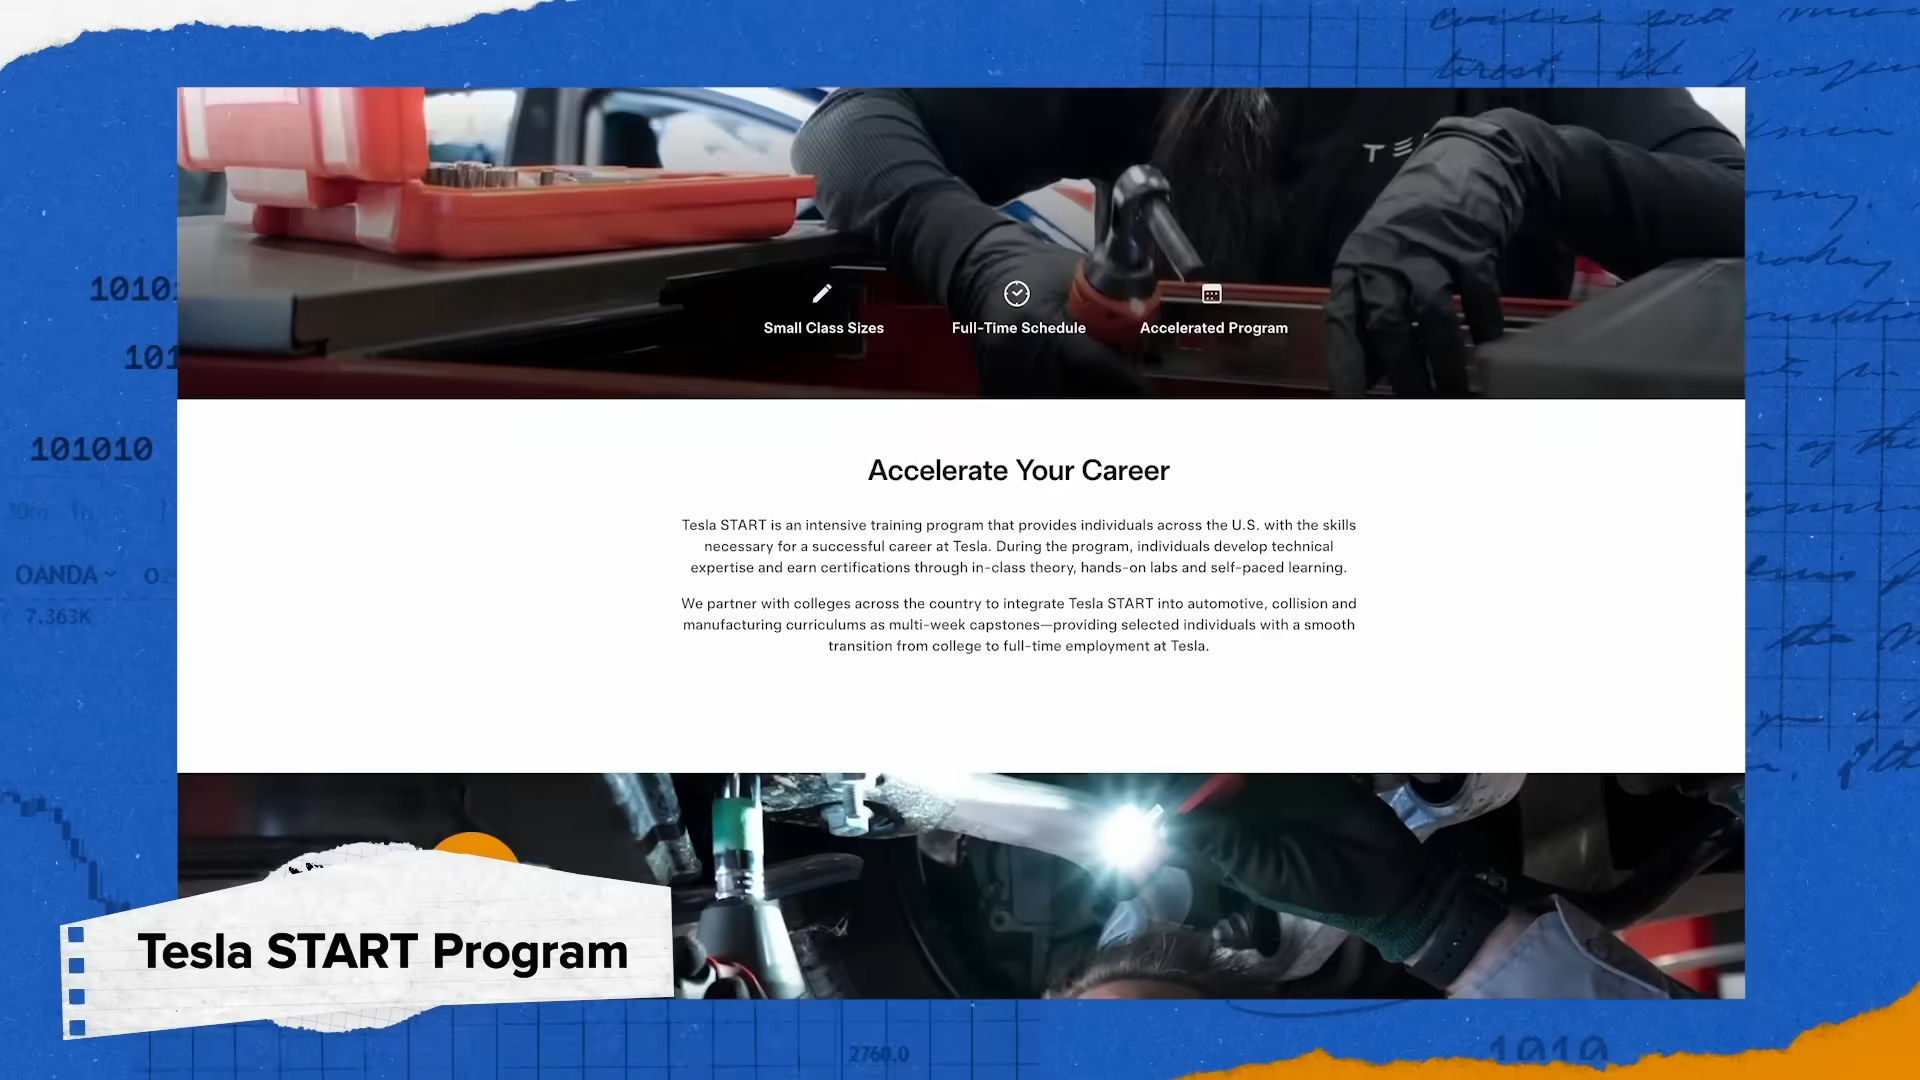 1010
101
101010
OANDA
7.363K
TE
Small Class Sizes
Full-Time Schedule
Accelerated Program
Accelerate Your Career
Tesla START is an intensive training program that provides individuals across the U.S. with the skills
necessary for a successful career at Tesla. During the program, individuals develop technical
expertise and earn certifications through in-class theory, hands-on labs and self-paced learning.
We partner with colleges across the country to integrate Tesla START into automotive, collision and
manufacturing curriculums as multi-week capstones—providing selected individuals with a smooth
transition from college to full-time employment at Tesla.
Tesla START Program
2760.0
1010